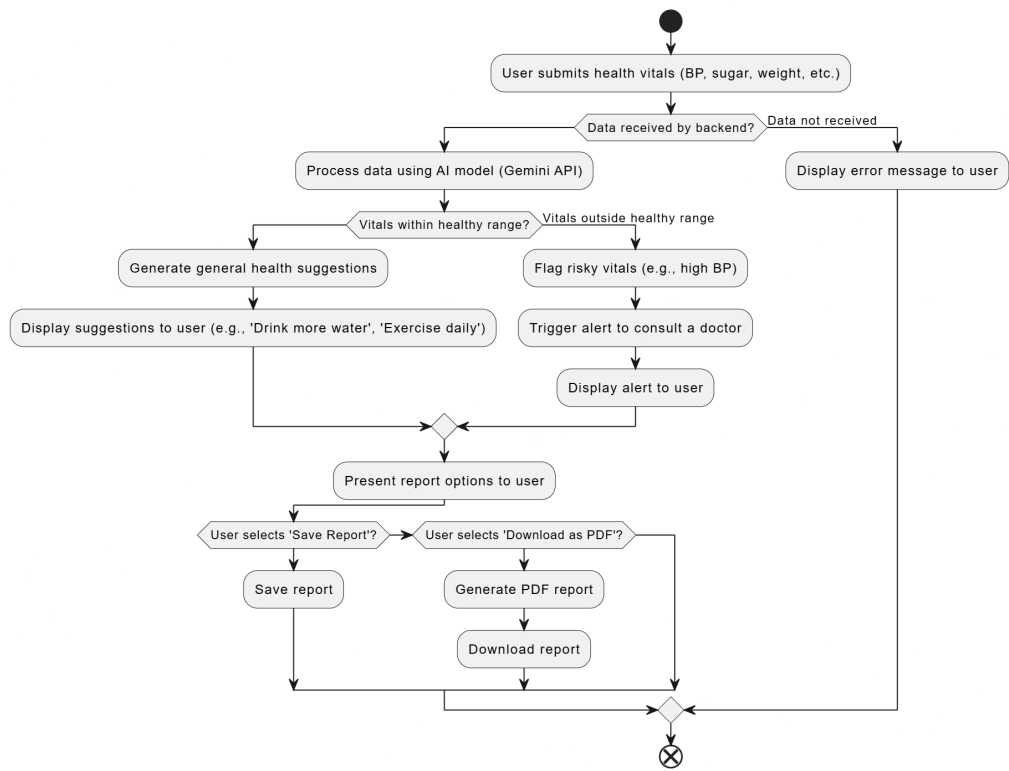 User submits health vitals (BP, sugar, weight, etc.)
Data received by backend?
Data not received
Process data using AI model (Gemini API)
Display error message to user
Vitals within healthy range?
Vitals outside healthy range
Generate general health suggestions
Flag risky vitals (e.g., high BP)
Display suggestions to user (e.g., 'Drink more water', 'Exercise daily')
Trigger alert to consult a doctor
Display alert to user
Present report options to user
User selects 'Save Report'?
User selects 'Download as PDF'?
Save report
Generate PDF report
Download report